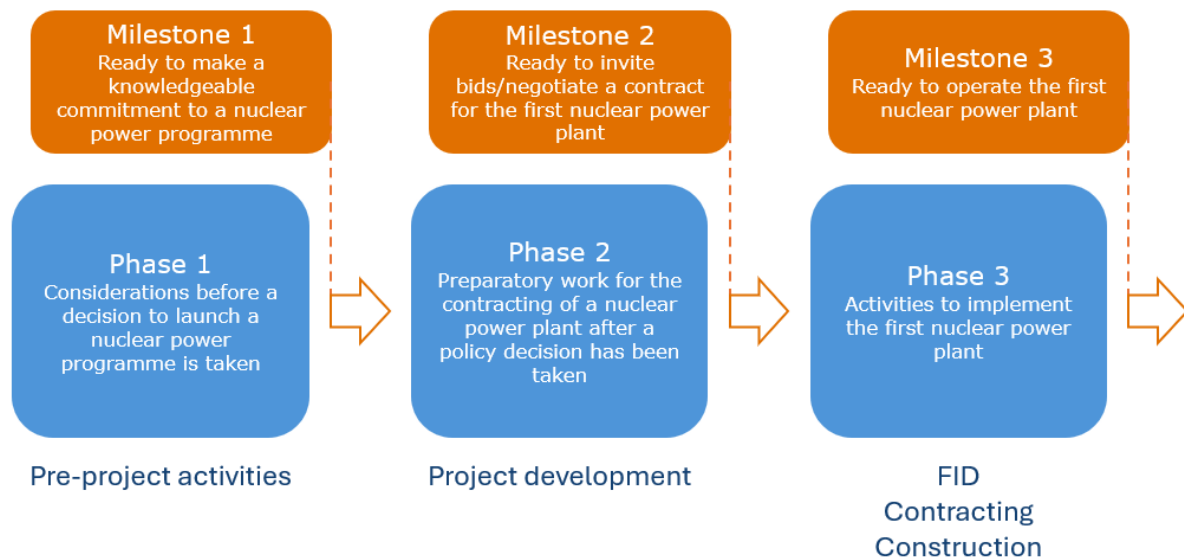 Milestone 1
Ready to make a
knowledgeable
commitment to a nuclear
power programme
Milestone 2
Ready to invite
bids/negotiate a contract
for the first nuclear power
plant
Milestone 3
Ready to operate the first
nuclear power plant
Phase 1
Considerations before a
decision to launch a
nuclear power
programme is taken
Phase 2
Preparatory work for the
contracting of a nuclear
power plant after a
policy decision has been
taken
Phase 3
Activities to implement
the first nuclear power
plant
Pre-project activities
Project development
FID
Contracting
Construction